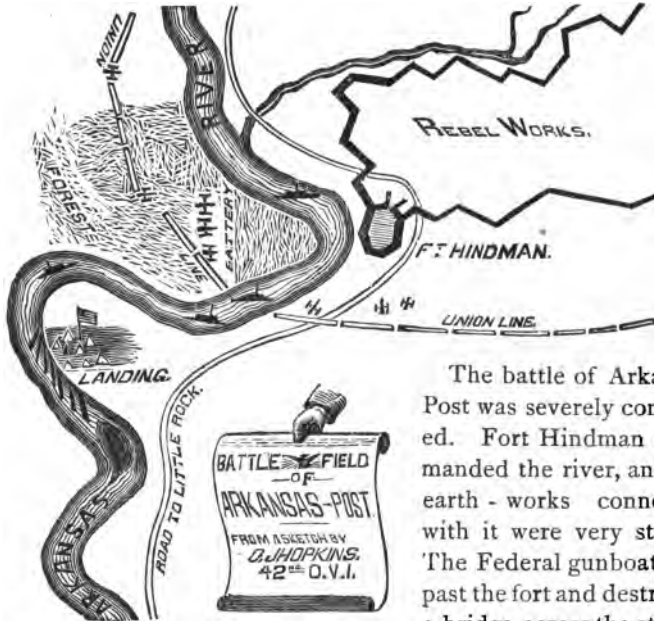 UNION
RIVER
FOREST
LINE
BATTERY
REBEL WORKS.
FT HINDMAN.
UNION LINE.
LANDING.
ROAD TO LITTLE ROCK.
ARKANSAS
BATTLE FIELD
OF
ARKANSAS-POST
FROM A SKETCH BY
O.J HOPKINS.
42ND O.V.I.
The battle of Arka
Post was severely con
ed. Fort Hindman
manded the river, an
earth-works conne
with it were very st
The Federal gunboat
past the fort and destr